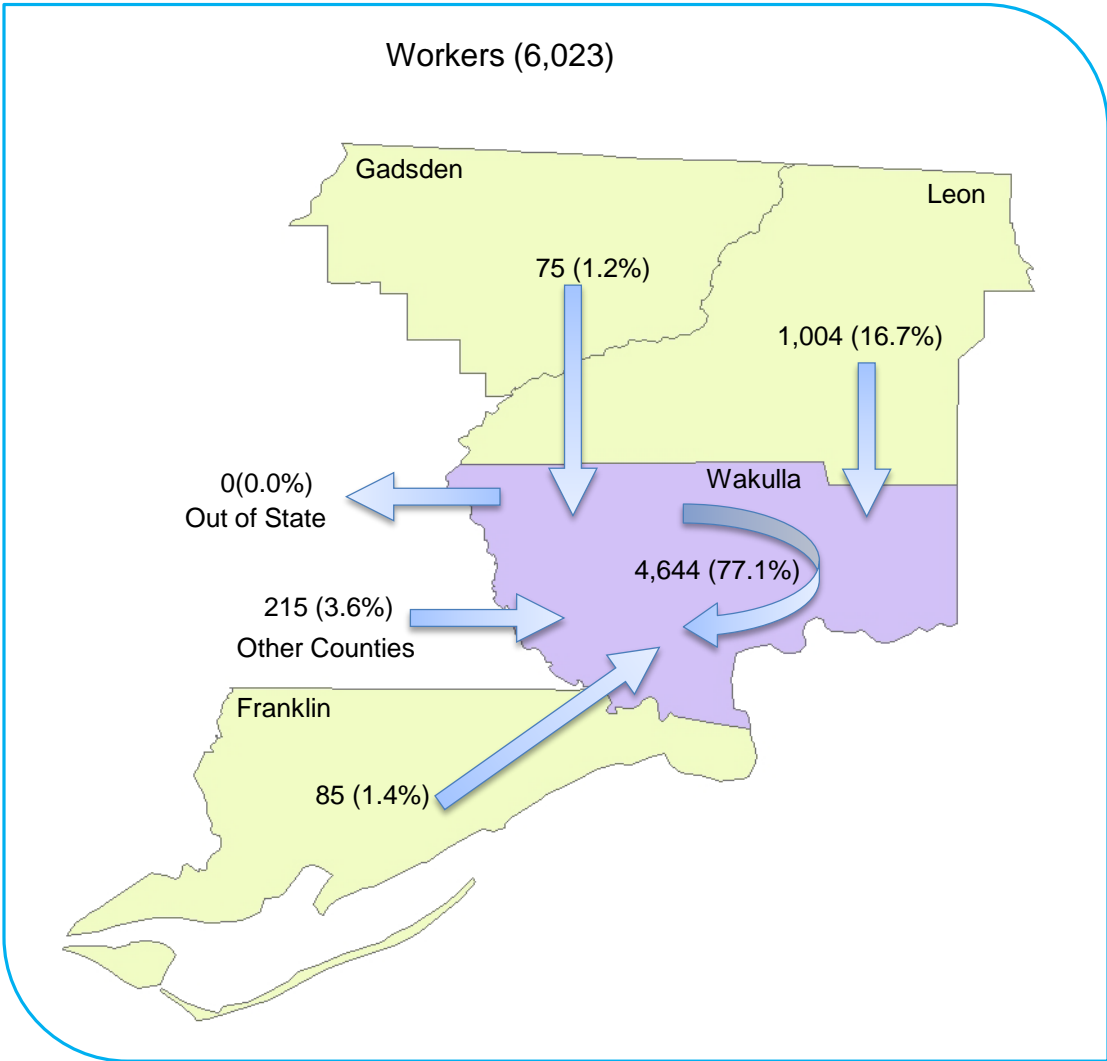 Workers (6,023)
Gadsden
Leon
75 (1.2%)
1,004 (16.7%)
Wakulla
0(0.0%)
Out of State
4,644 (77.1%)
215 (3.6%)
Other Counties
Franklin
85 (1.4%)